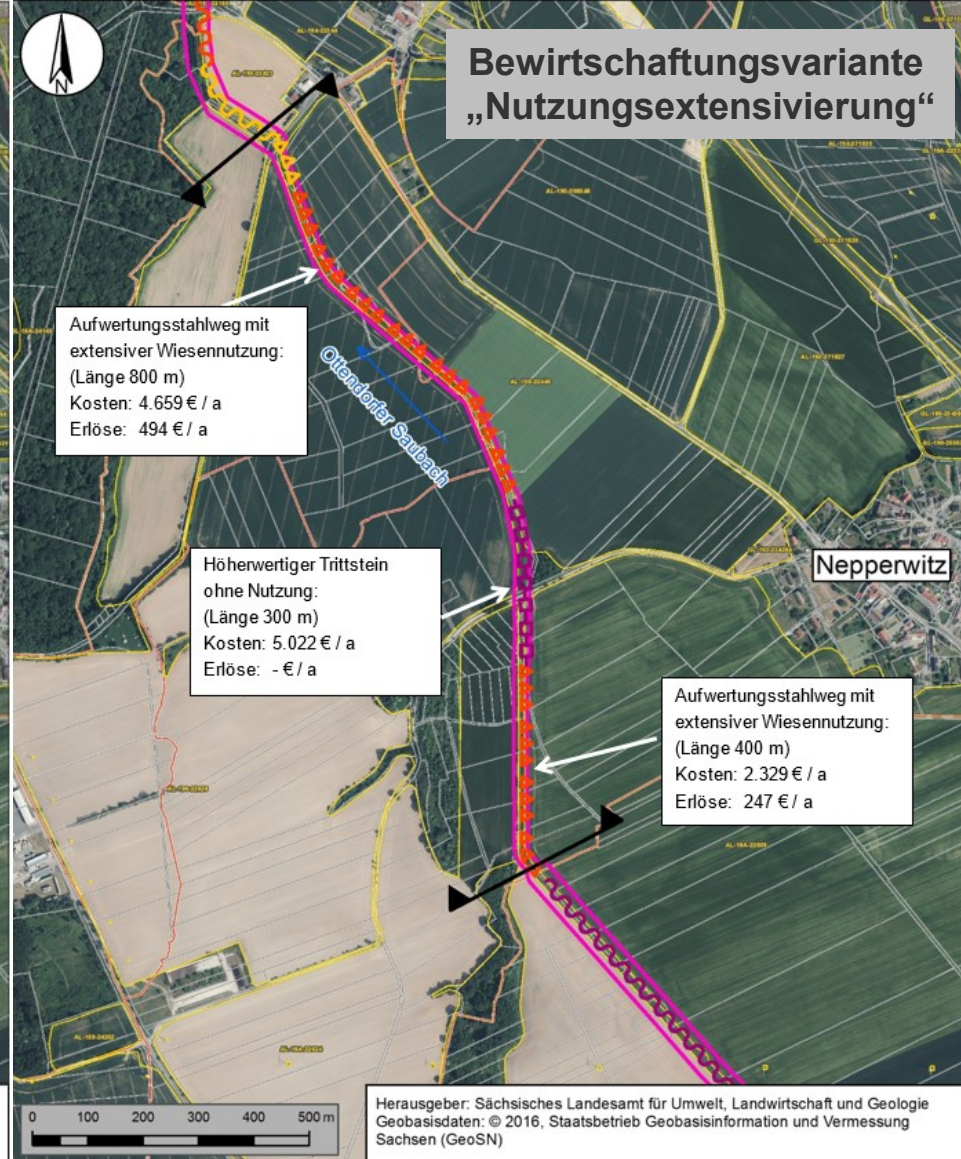 Bewirtschaftungsvariante
„Nutzungsextensivierung“
N
Aufwertungsstahlweg mit
extensiver Wiesennutzung:
(Länge 800 m)
Kosten: 4.659 € / a
Erlöse: 494 € / a
Ottendorfer Saubach
Höherwertiger Trittstein
ohne Nutzung:
(Länge 300 m)
Kosten: 5.022 € / a
Erlöse: - € / a
Nepperwitz
Aufwertungsstahlweg mit
extensiver Wiesennutzung:
(Länge 400 m)
Kosten: 2.329 € / a
Erlöse: 247 € / a
0 100 200 300 400 500 m
Herausgeber: Sächsisches Landesamt für Umwelt, Landwirtschaft und Geologie
Geobasisdaten: © 2016, Staatsbetrieb Geobasisinformation und Vermessung
Sachsen (GeoSN)